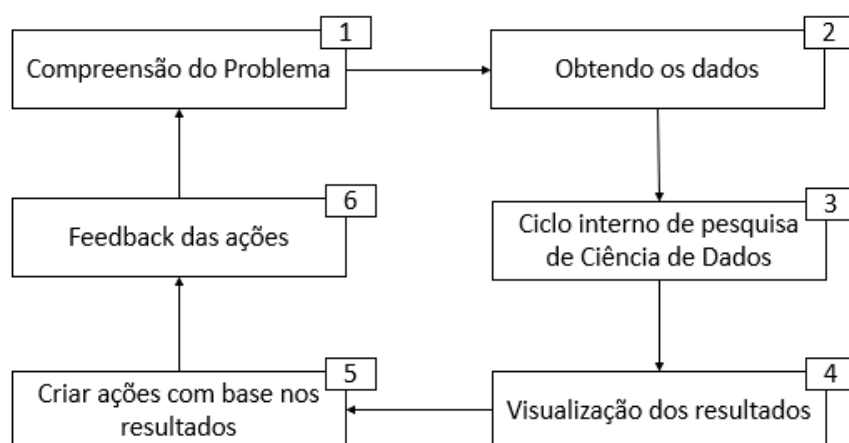 1
Compreensão do Problema
2
Obtendo os dados
3
Ciclo interno de pesquisa
de Ciência de Dados
4
Visualização dos resultados
5
Criar ações com base nos
resultados
6
Feedback das ações